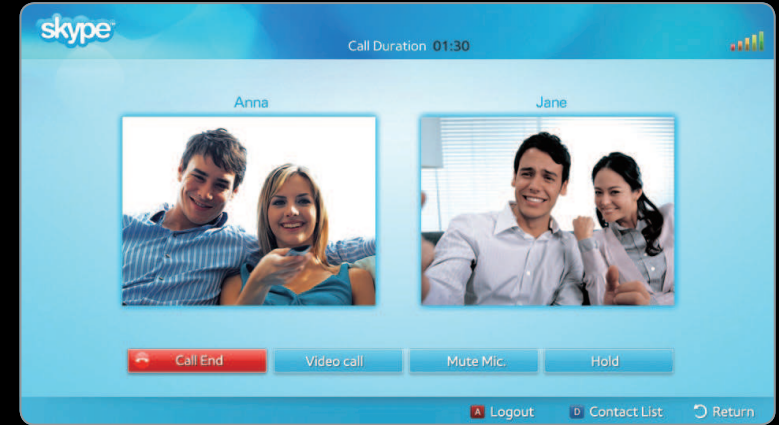 skype
Call Duration 01:30
Anna
Jane
Call End
Video call
Mute Mic.
Hold
A Logout
D Contact List
Return